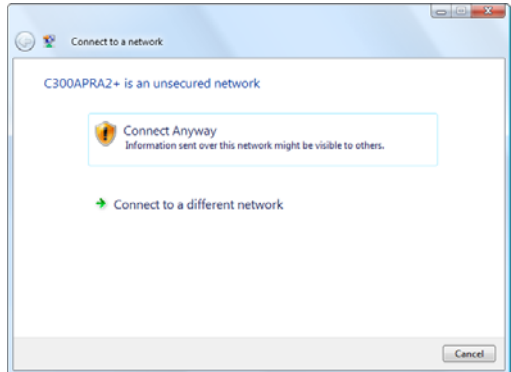 Connect to a network
C300APRA2+ is an unsecured network
Connect Anyway
Information sent over this network might be visible to others.
Connect to a different network
Cancel